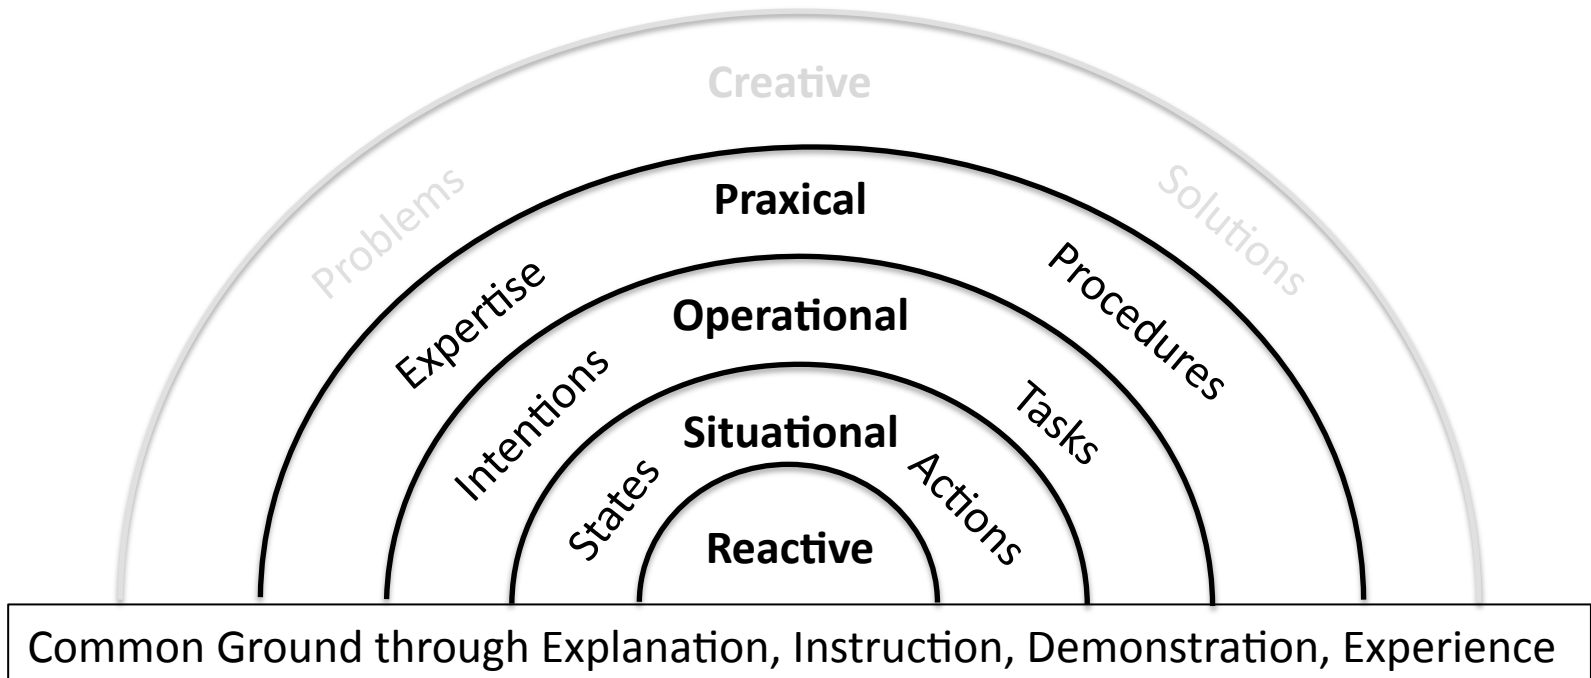 Creative
Problems
Solutions
Praxical
Expertise
Procedures
Operational
Intentions
Tasks
Situational
States
Actions
Reactive
Common Ground through Explanation, Instruction, Demonstration, Experience